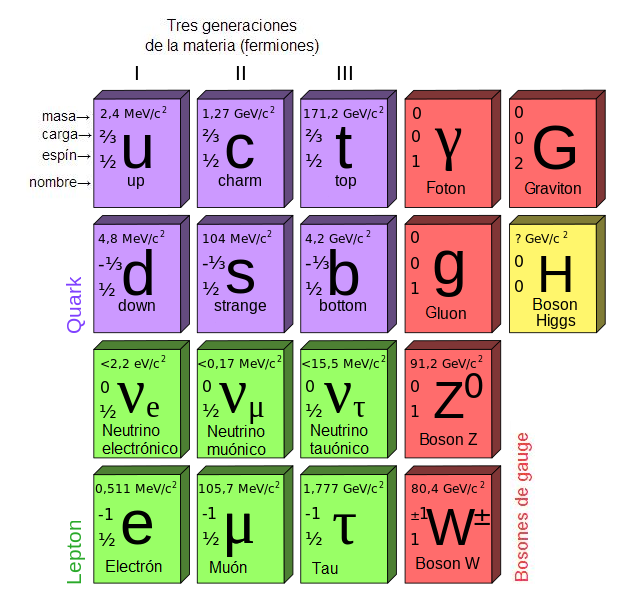 Tres generaciones
de la materia (fermiones)
I II III
masa→
carga→
espín→
nombre→
2,4 MeV/c²
⅔
½
u
up
1,27 GeV/c²
⅔
½
c
charm
171,2 GeV/c²
⅔
½
t
top
0
0
1
γ
Foton
0
0
2
G
Graviton
Quark
4,8 MeV/c²
-⅓
½
d
down
104 MeV/c²
-⅓
½
s
strange
4,2 GeV/c²
-⅓
½
b
bottom
0
0
1
g
Gluon
? GeV/c²
0
0
H
Boson
Higgs
<2,2 eV/c²
0
½
νe
Neutrino
electrónico
<0,17 MeV/c²
0
½
νμ
Neutrino
muónico
<15,5 MeV/c²
0
½
ντ
Neutrino
tauónico
91,2 GeV/c²
0
1
Z⁰
Boson Z
Lepton
0,511 MeV/c²
-1
½
e
Electrón
105,7 MeV/c²
-1
½
μ
Muón
1,777 GeV/c²
-1
½
τ
Tau
80,4 GeV/c²
±1
1
W±
Boson W
Bosones de gauge